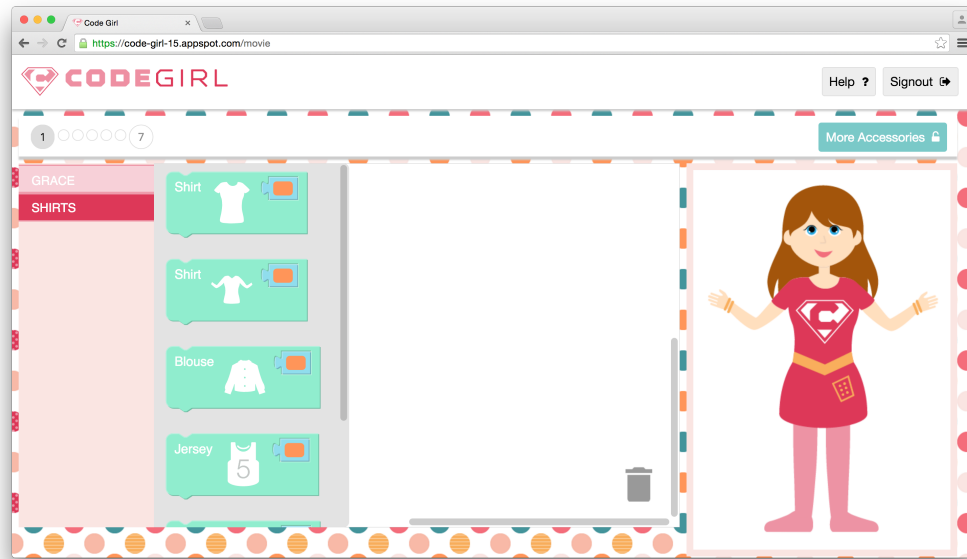 Code Girl
https://code-girl-15.appspot.com/movie
CODEGIRL
Help ?
Signout
1
7
More Accessories
GRACE
SHIRTS
Shirt
Shirt
Blouse
Jersey
5
C